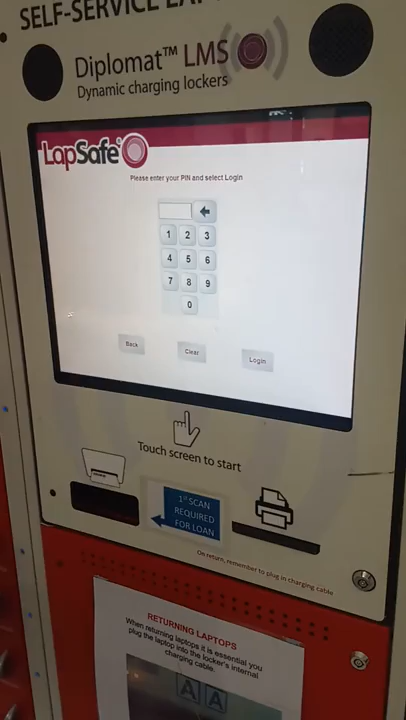 SELF-SERVICE
Diplomat™ LMS
Dynamic charging lockers
LapSafe®
Please enter your PIN and select Login
1 2 3
4 5 6
7 8 9
0
Back
Clear
Login
Touch screen to start
1ST SCAN
REQUIRED
FOR LOAN
On return, remember to plug in charging cable
RETURNING LAPTOPS
When returning laptops it is essential you
plug the laptop into the locker's internal
charging cable.
AA